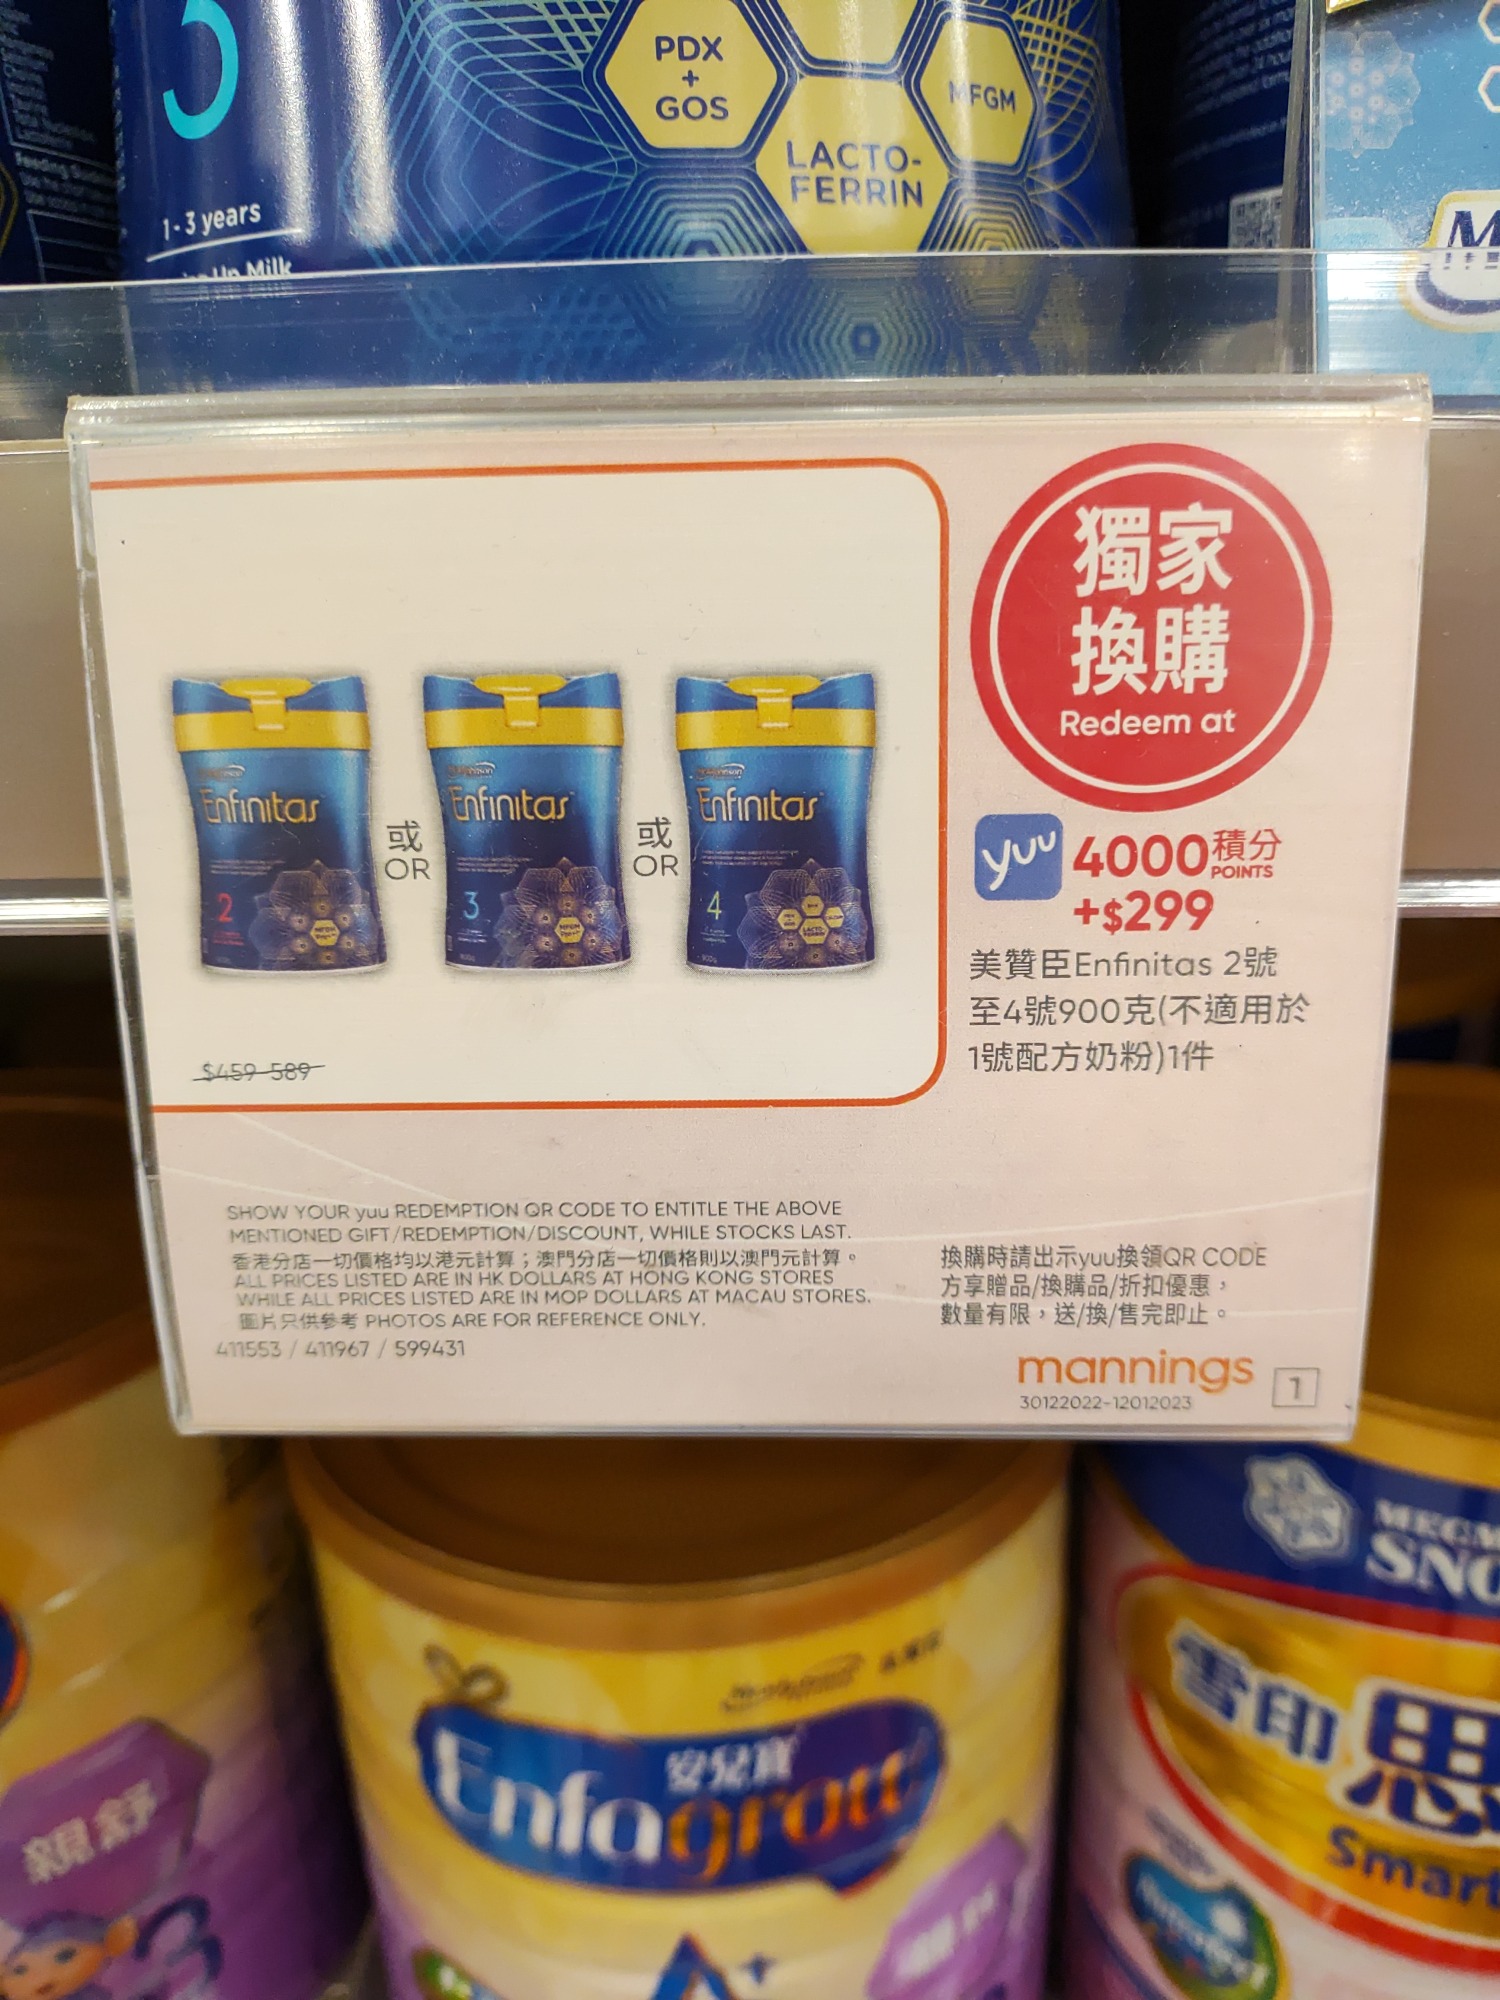 3
PDX
+
GOS
MFGM
LACTO-
FERRIN
1-3 years
Milk
獨家
換購
Redeem at
Enfinitas
2
或
OR
Enfinitas
3
或
OR
Enfinitas
4
yuu
4000積分
POINTS
+$299
美贊臣Enfinitas 2號
至4號900克(不適用於
1號配方奶粉)1件
$459-589
SHOW YOUR yuu REDEMPTION QR CODE TO ENTITLE THE ABOVE
MENTIONED GIFT/REDEMPTION/DISCOUNT, WHILE STOCKS LAST.
香港分店一切價格均以港元計算；澳門分店一切價格則以澳門元計算。
ALL PRICES LISTED ARE IN HK DOLLARS AT HONG KONG STORES
WHILE ALL PRICES LISTED ARE IN MOP DOLLARS AT MACAU STORES.
圖片只供參考 PHOTOS ARE FOR REFERENCE ONLY.
411553 / 411967 / 599431
換購時請出示yuu換領QR CODE
方享贈品/換購品/折扣優惠，
數量有限，送/換/售完即止。
mannings
30122022-12012023
1
親舒
3
安兒寶
Enfagrow
A+
SNO
雪印
思
Smart